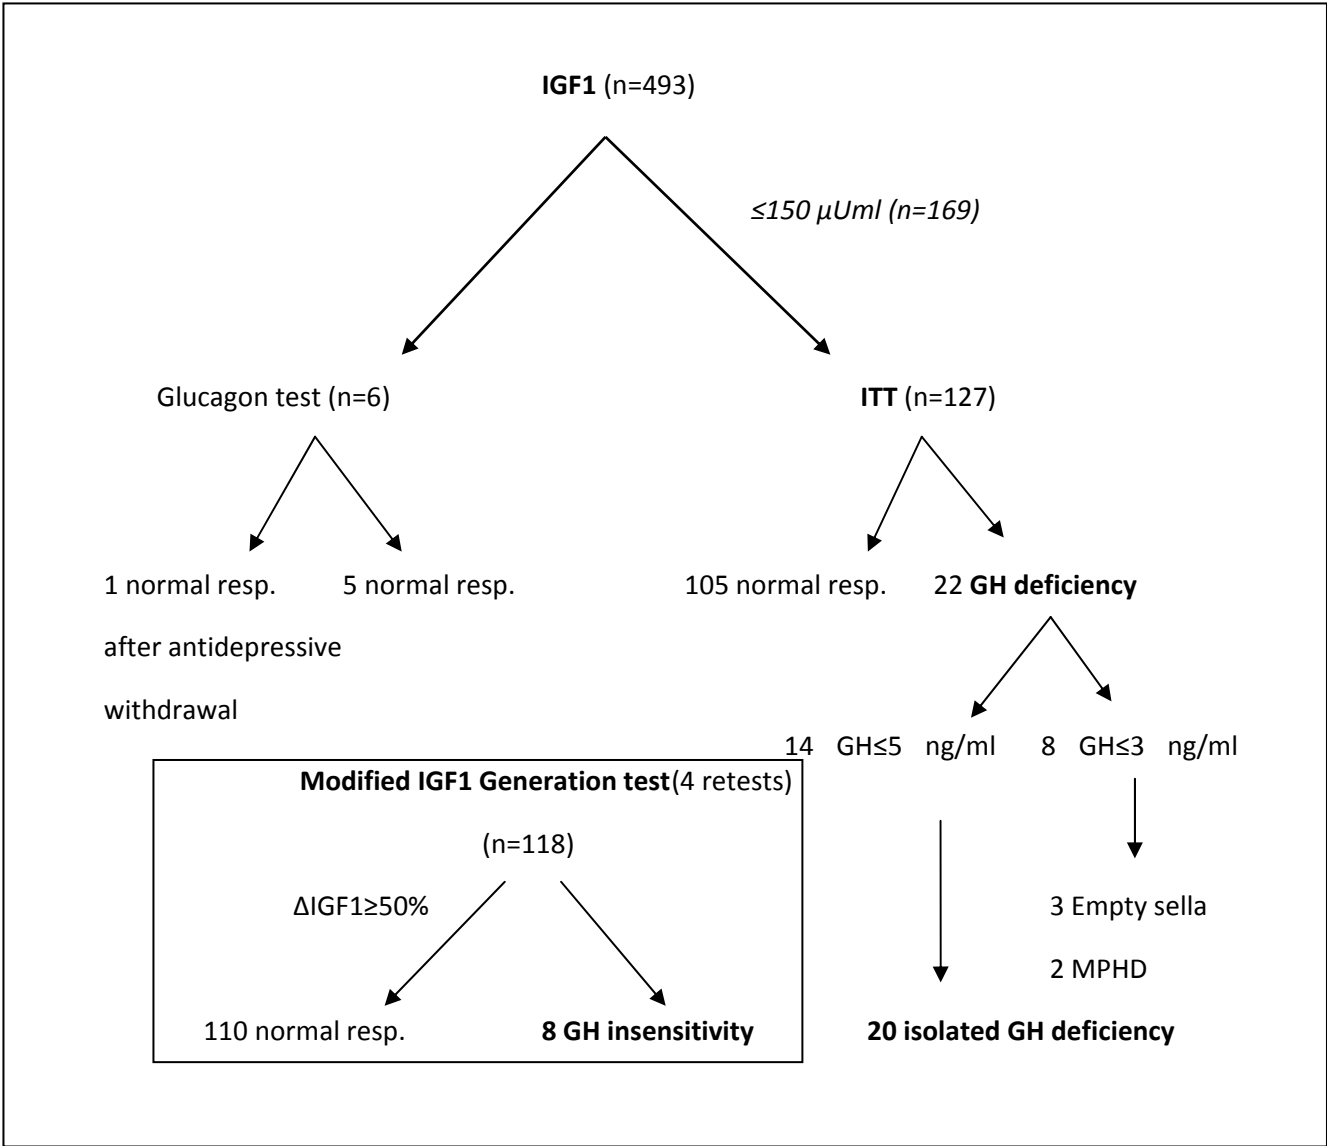 IGF1 (n=493)
≤150 µUml (n=169)
Glucagon test (n=6)
ITT (n=127)
1 normal resp.
5 normal resp.
105 normal resp.
22 GH deficiency
after antidepressive
withdrawal
14 GH≤5 ng/ml
8 GH≤3 ng/ml
Modified IGF1 Generation test(4 retests)
(n=118)
ΔIGF1≥50%
3 Empty sella
2 MPHD
110 normal resp.
8 GH insensitivity
20 isolated GH deficiency